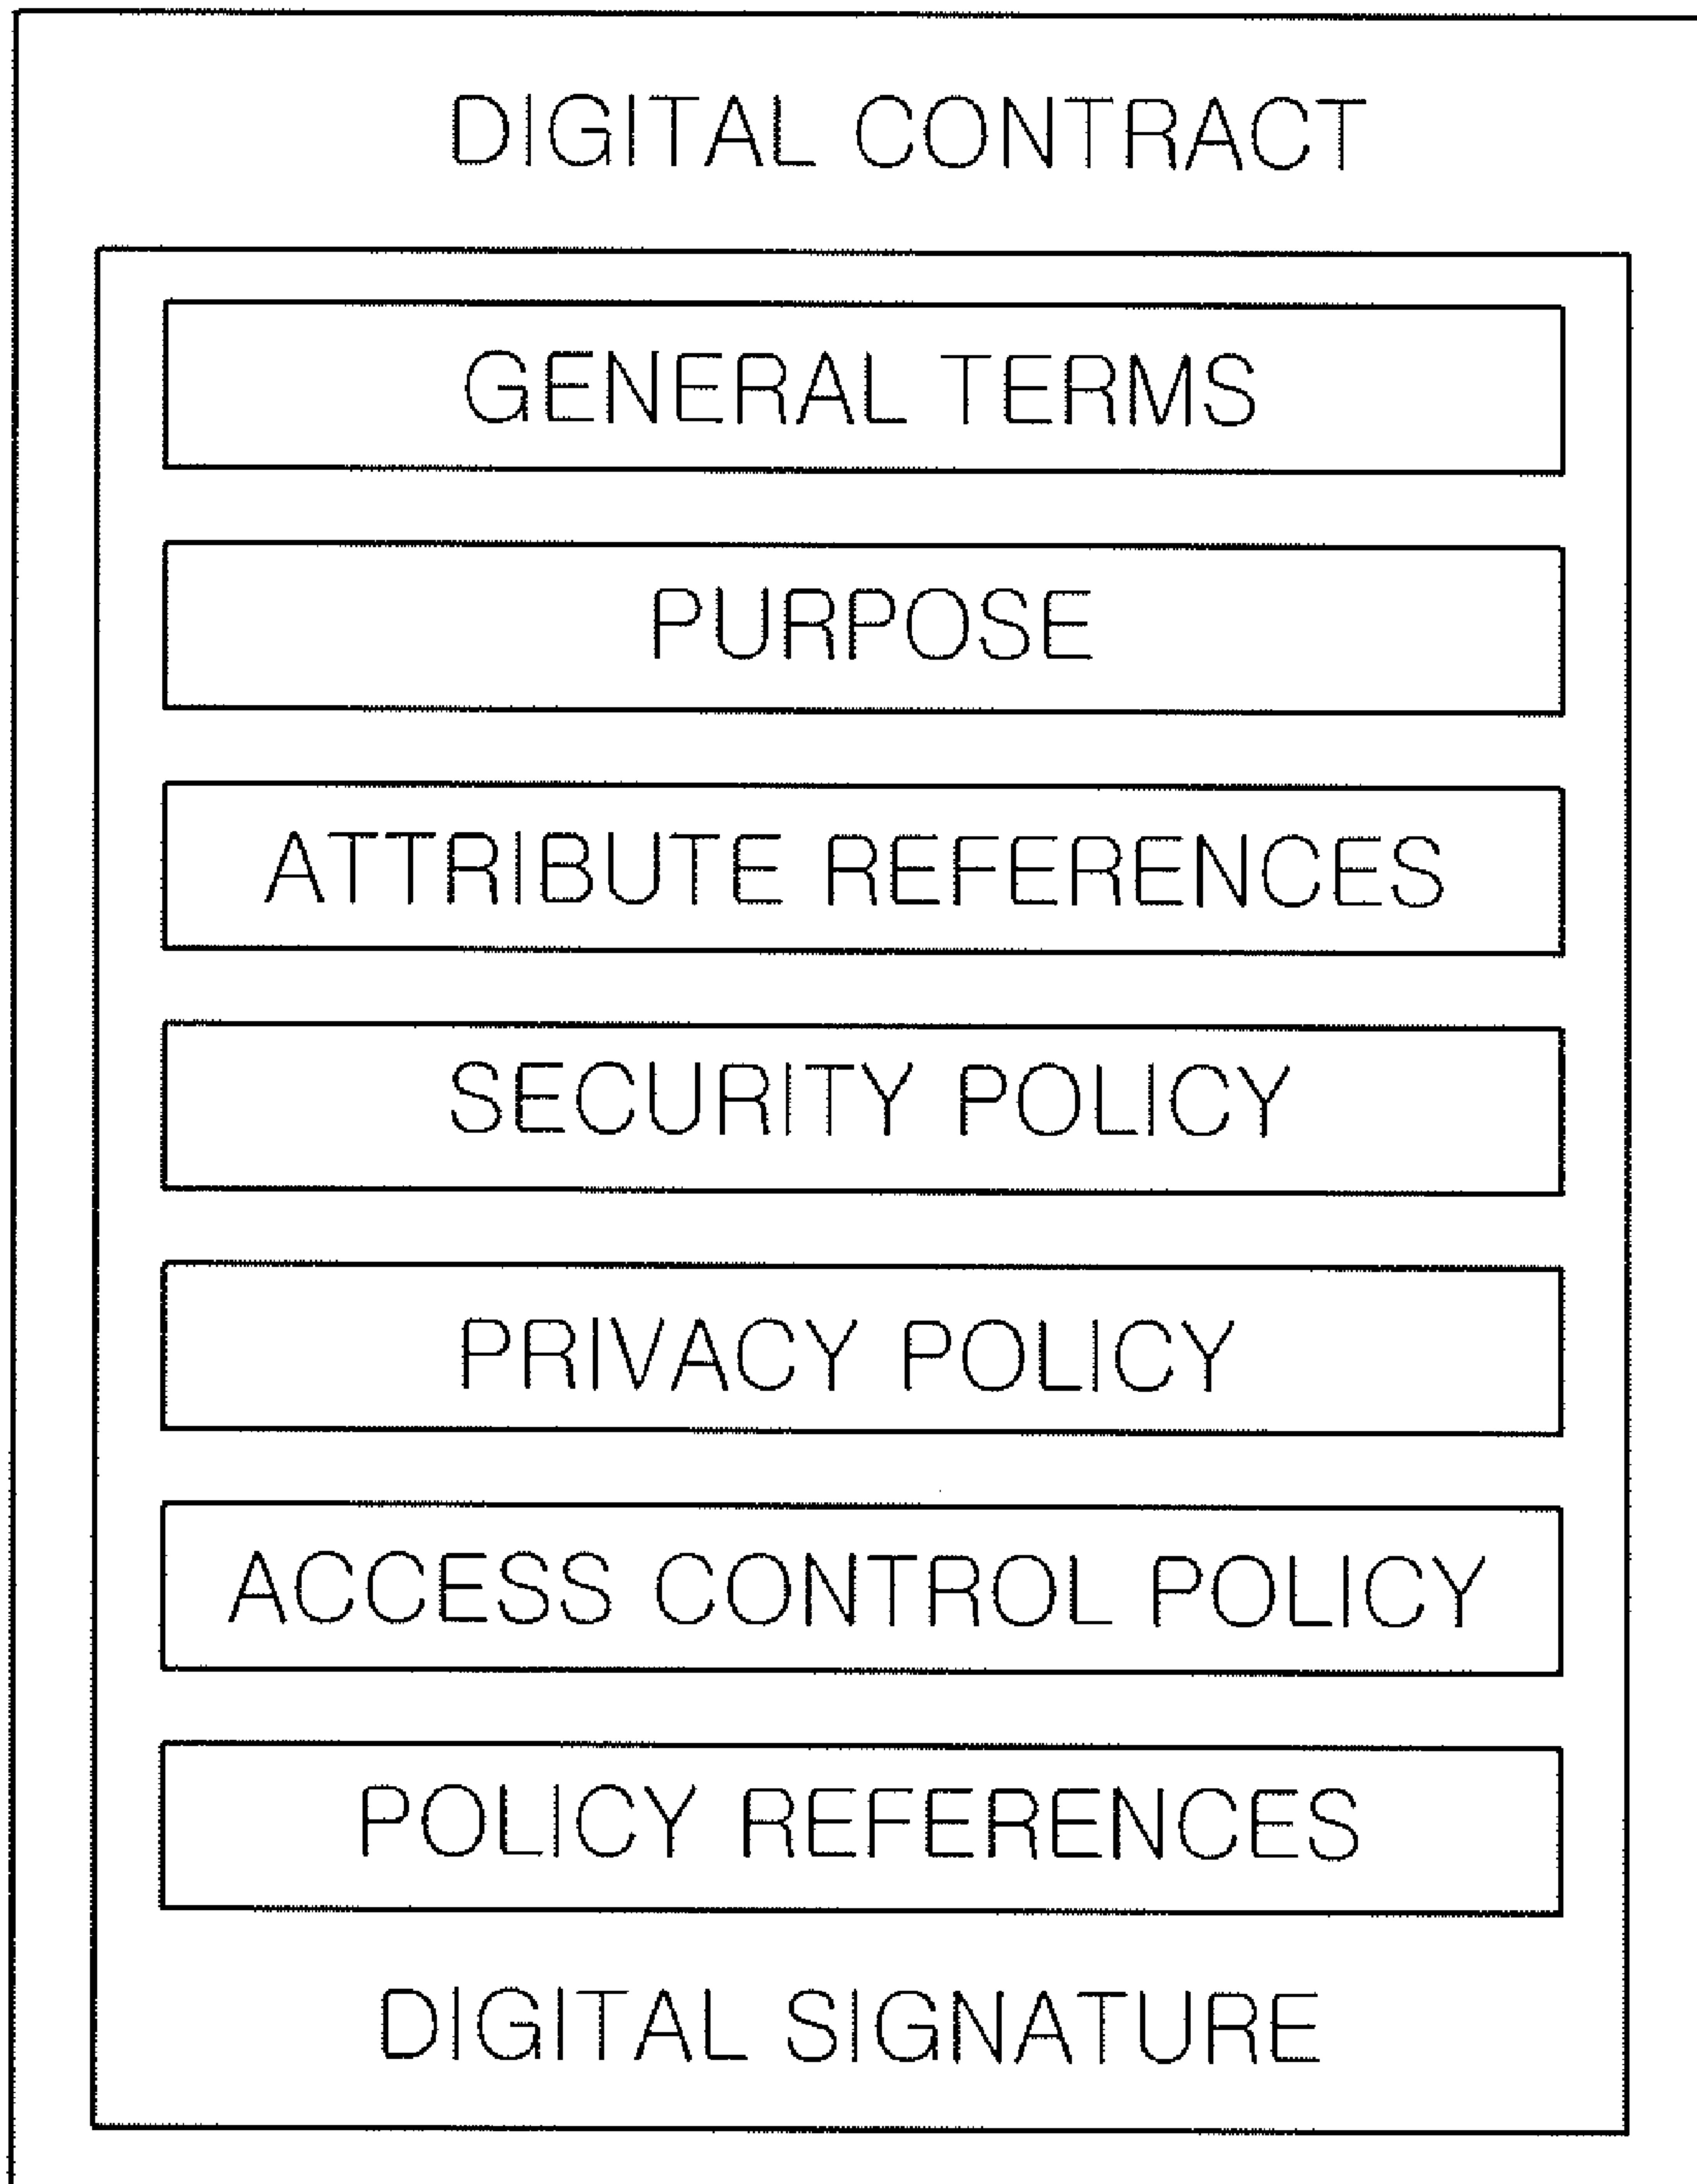 DIGITAL CONTRACT
GENERAL TERMS
PURPOSE
ATTRIBUTE REFERENCES
SECURITY POLICY
PRIVACY POLICY
ACCESS CONTROL POLICY
POLICY REFERENCES
DIGITAL SIGNATURE